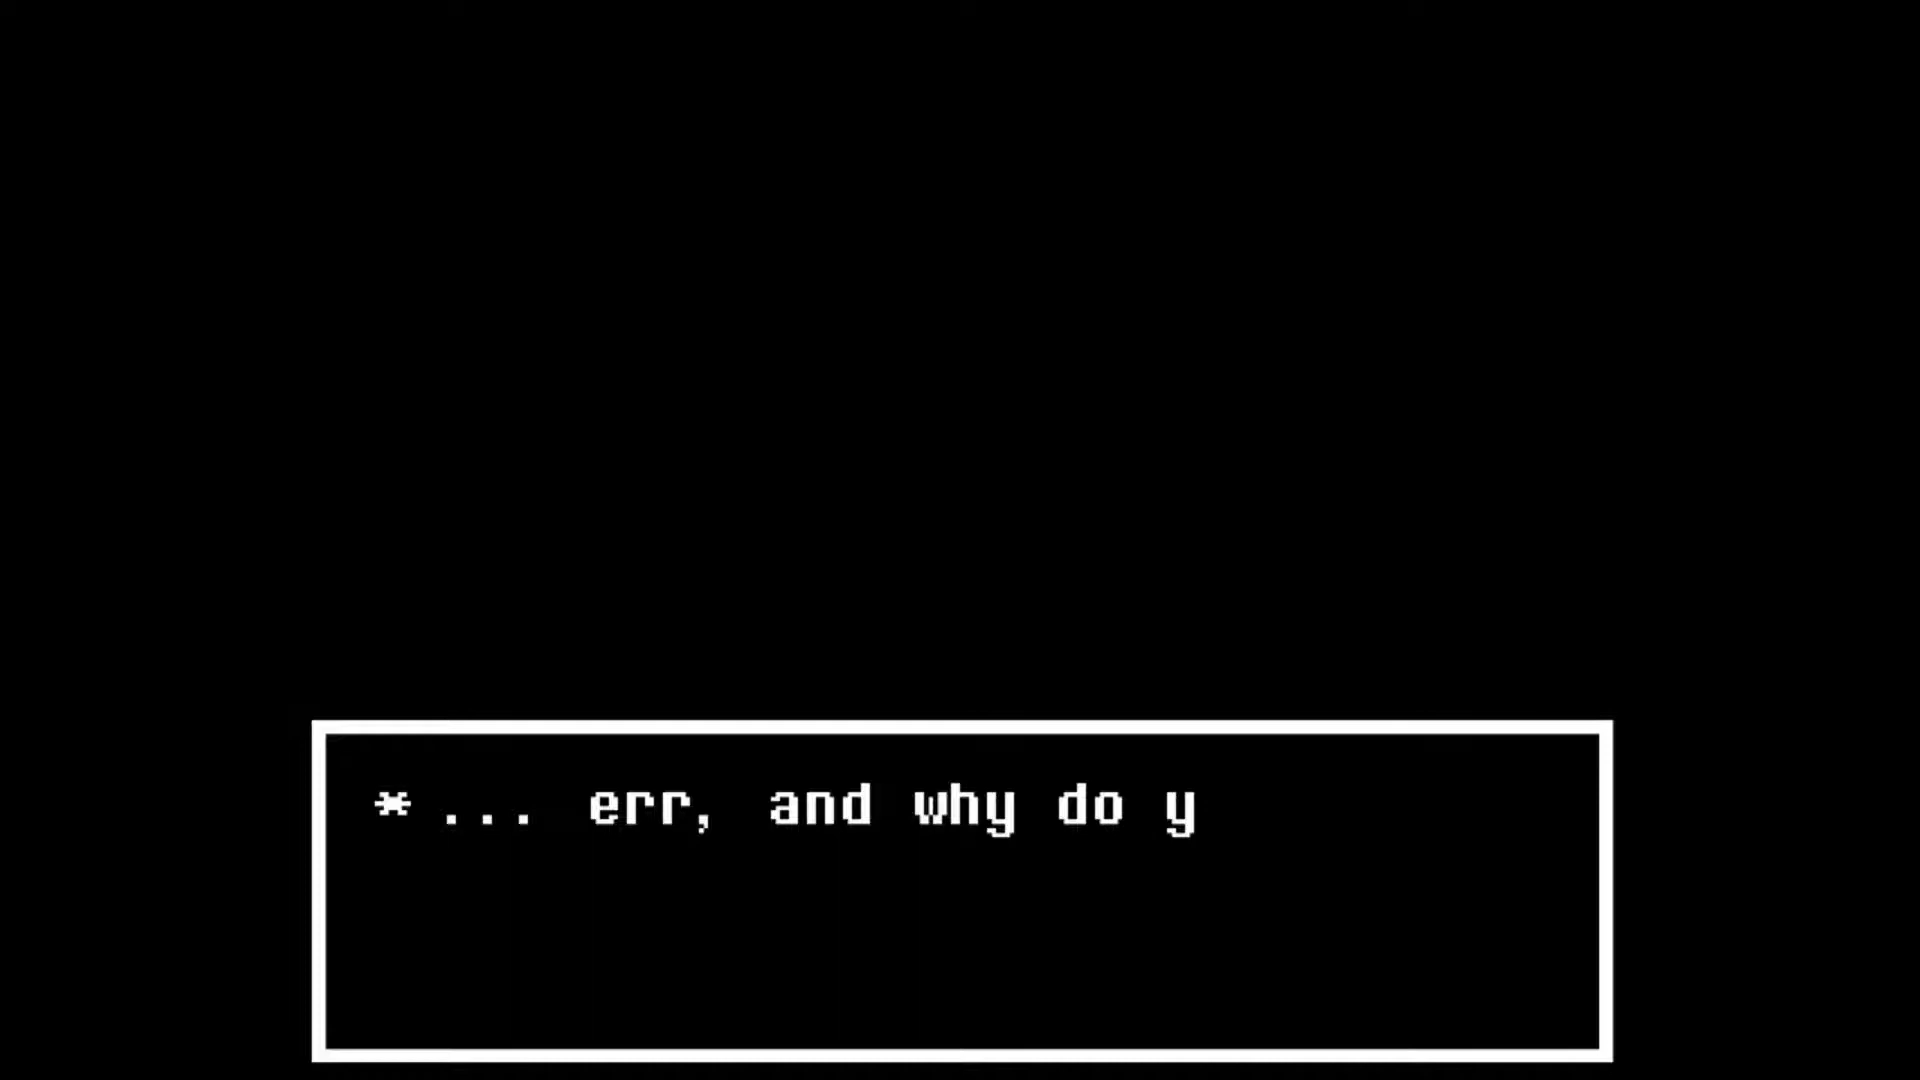 *... err, and why do y